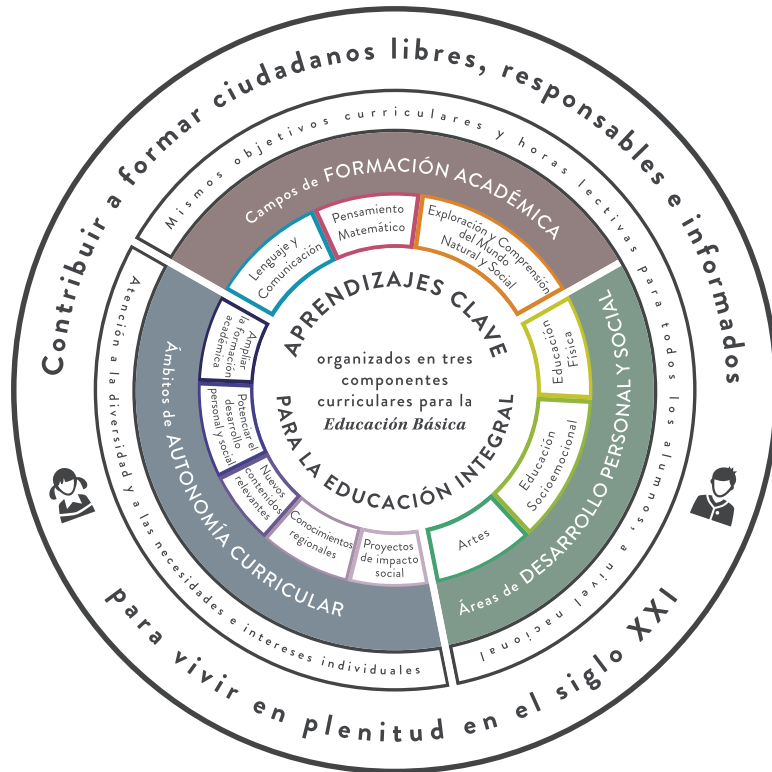 Contribuir a formar ciudadanos libres, responsables e informados
para vivir en plenitud en el siglo XXI
Mismos objetivos curriculares y horas lectivas para todos los alumnos, a nivel nacional
Atención a la diversidad y a las necesidades e intereses individuales
Campos de FORMACIÓN ACADÉMICA
Lenguaje y
Comunicación
Pensamiento
Matemático
Exploración y Comprensión
del Mundo
Natural y Social
Áreas de DESARROLLO PERSONAL Y SOCIAL
Educación
Física
Educación
Socioemocional
Artes
Ámbitos de AUTONOMÍA CURRICULAR
Ampliar
la formación
académica
Potenciar el
desarrollo
personal y social
Nuevos
contenidos
relevantes
Conocimientos
regionales
Proyectos
de impacto
social
APRENDIZAJES CLAVE
organizados en tres
componentes
curriculares para la
Educación Básica
PARA LA EDUCACIÓN INTEGRAL